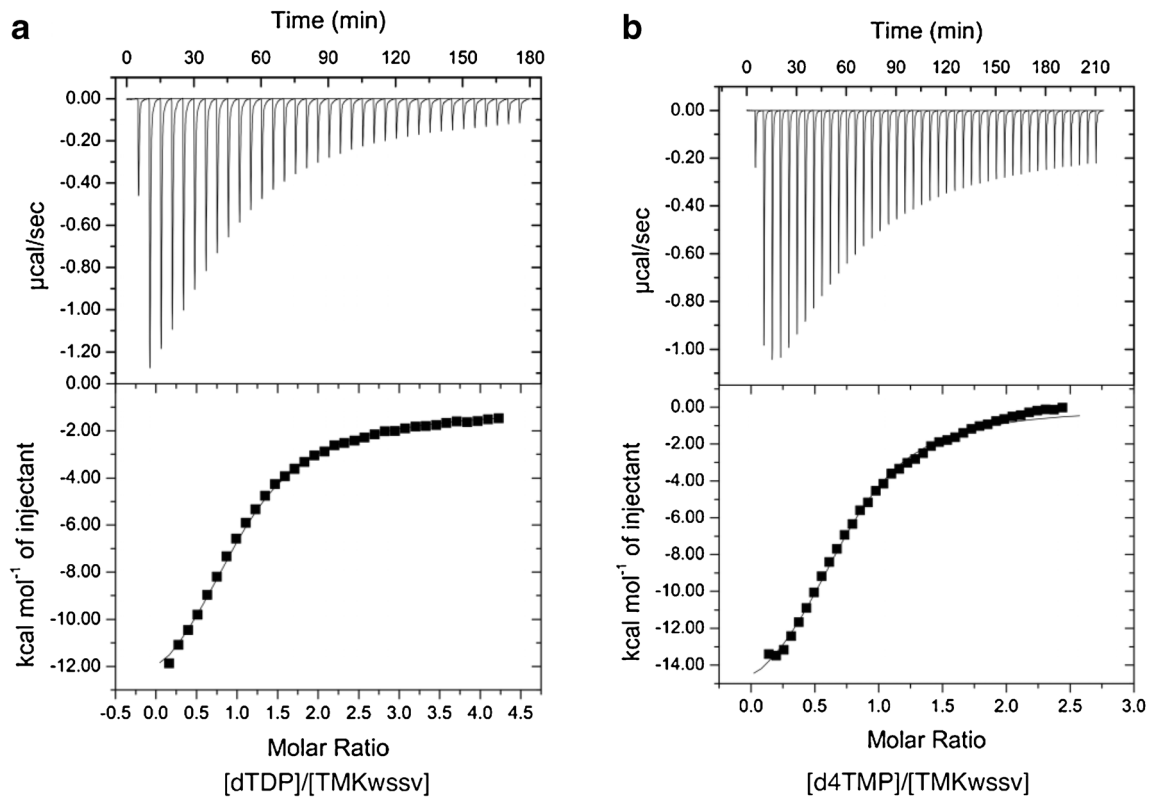 a
Time (min)
0 30 60 90 120 150 180
0.00
-0.20
-0.40
-0.60
-0.80
-1.00
-1.20
µcal/sec
0.00
-2.00
-4.00
-6.00
-8.00
-10.00
-12.00
kcal mol⁻¹ of injectant
-0.5 0.0 0.5 1.0 1.5 2.0 2.5 3.0 3.5 4.0 4.5
Molar Ratio
[dTDP]/[TMKwssv]
b
Time (min)
0 30 60 90 120 150 180 210
0.00
-0.20
-0.40
-0.60
-0.80
-1.00
µcal/sec
0.00
-2.00
-4.00
-6.00
-8.00
-10.00
-12.00
-14.00
kcal mol⁻¹ of injectant
0.0 0.5 1.0 1.5 2.0 2.5 3.0
Molar Ratio
[d4TMP]/[TMKwssv]